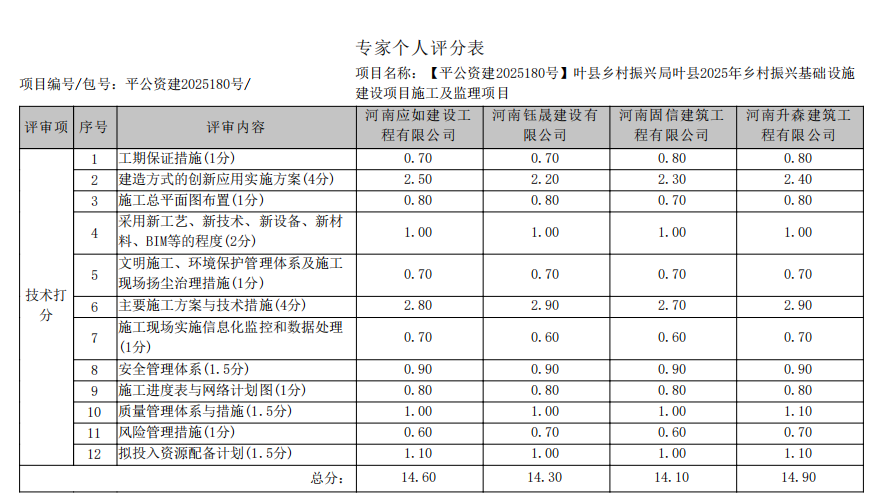 专家个人评分表
项目编号/包号：平公资建2025180号/
项目名称：【平公资建2025180号】叶县乡村振兴局叶县2025年乡村振兴基础设施
建设项目施工及监理项目
评审项 序号 评审内容 河南应如建设工程有限公司 河南钰晟建设有限公司 河南固信建筑工程有限公司 河南升森建筑工程有限公司
技术打分
1 工期保证措施(1分) 0.70 0.70 0.80 0.80
2 建造方式的创新应用实施方案(4分) 2.50 2.20 2.30 2.40
3 施工总平面图布置(1分) 0.80 0.80 0.70 0.80
4 采用新工艺、新技术、新设备、新材料、BIM等的程度(2分) 1.00 1.00 1.00 1.00
5 文明施工、环境保护管理体系及施工现场扬尘治理措施(1分) 0.70 0.70 0.70 0.70
6 主要施工方案与技术措施(4分) 2.80 2.90 2.70 2.90
7 施工现场实施信息化监控和数据处理(1分) 0.70 0.60 0.60 0.70
8 安全管理体系(1.5分) 0.90 0.90 0.90 0.90
9 施工进度表与网络计划图(1分) 0.80 0.80 0.80 0.80
10 质量管理体系与措施(1.5分) 1.00 1.00 1.00 1.10
11 风险管理措施(1分) 0.60 0.70 0.60 0.70
12 拟投入资源配备计划(1.5分) 1.10 1.00 1.00 1.10
总分： 14.60 14.30 14.10 14.90